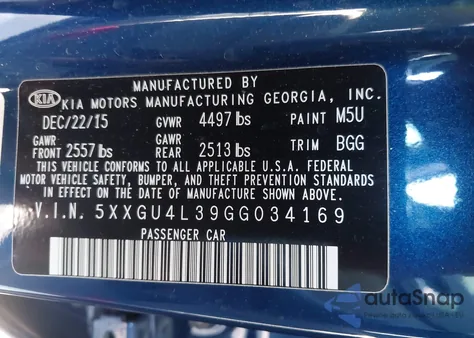 MANUFACTURED BY
KIA KIA MOTORS MANUFACTURING GEORGIA, INC.
DEC/22/15 GVWR 4497 lbs PAINT M5U
GAWR FRONT 2557 lbs GAWR REAR 2513 lbs TRIM BGG
THIS VEHICLE CONFORMS TO ALL APPLICABLE U.S. FEDERAL
MOTOR VEHICLE SAFETY, BUMPER, AND THEFT PREVENTION STANDARDS
IN EFFECT ON THE DATE OF MANUFACTURE SHOWN ABOVE.
V.I.N. 5XXGU4L39GG034169
PASSENGER CAR
autoSnap